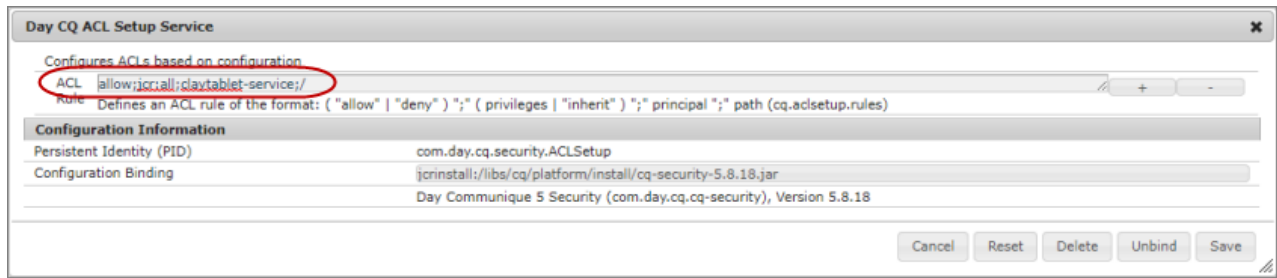 Day CQ ACL Setup Service ✖
Configures ACLs based on configuration
ACL Rule allow;jcr:all;claytablet-service;/ + -
Defines an ACL rule of the format: ( "allow" | "deny" ) ";" ( privileges | "inherit" ) ";" principal ";" path (cq.aclsetup.rules)
Configuration Information
Persistent Identity (PID) com.day.cq.security.ACLSetup
Configuration Binding jcrinstall:/libs/cq/platform/install/cq-security-5.8.18.jar
Day Communique 5 Security (com.day.cq.cq-security), Version 5.8.18
Cancel Reset Delete Unbind Save